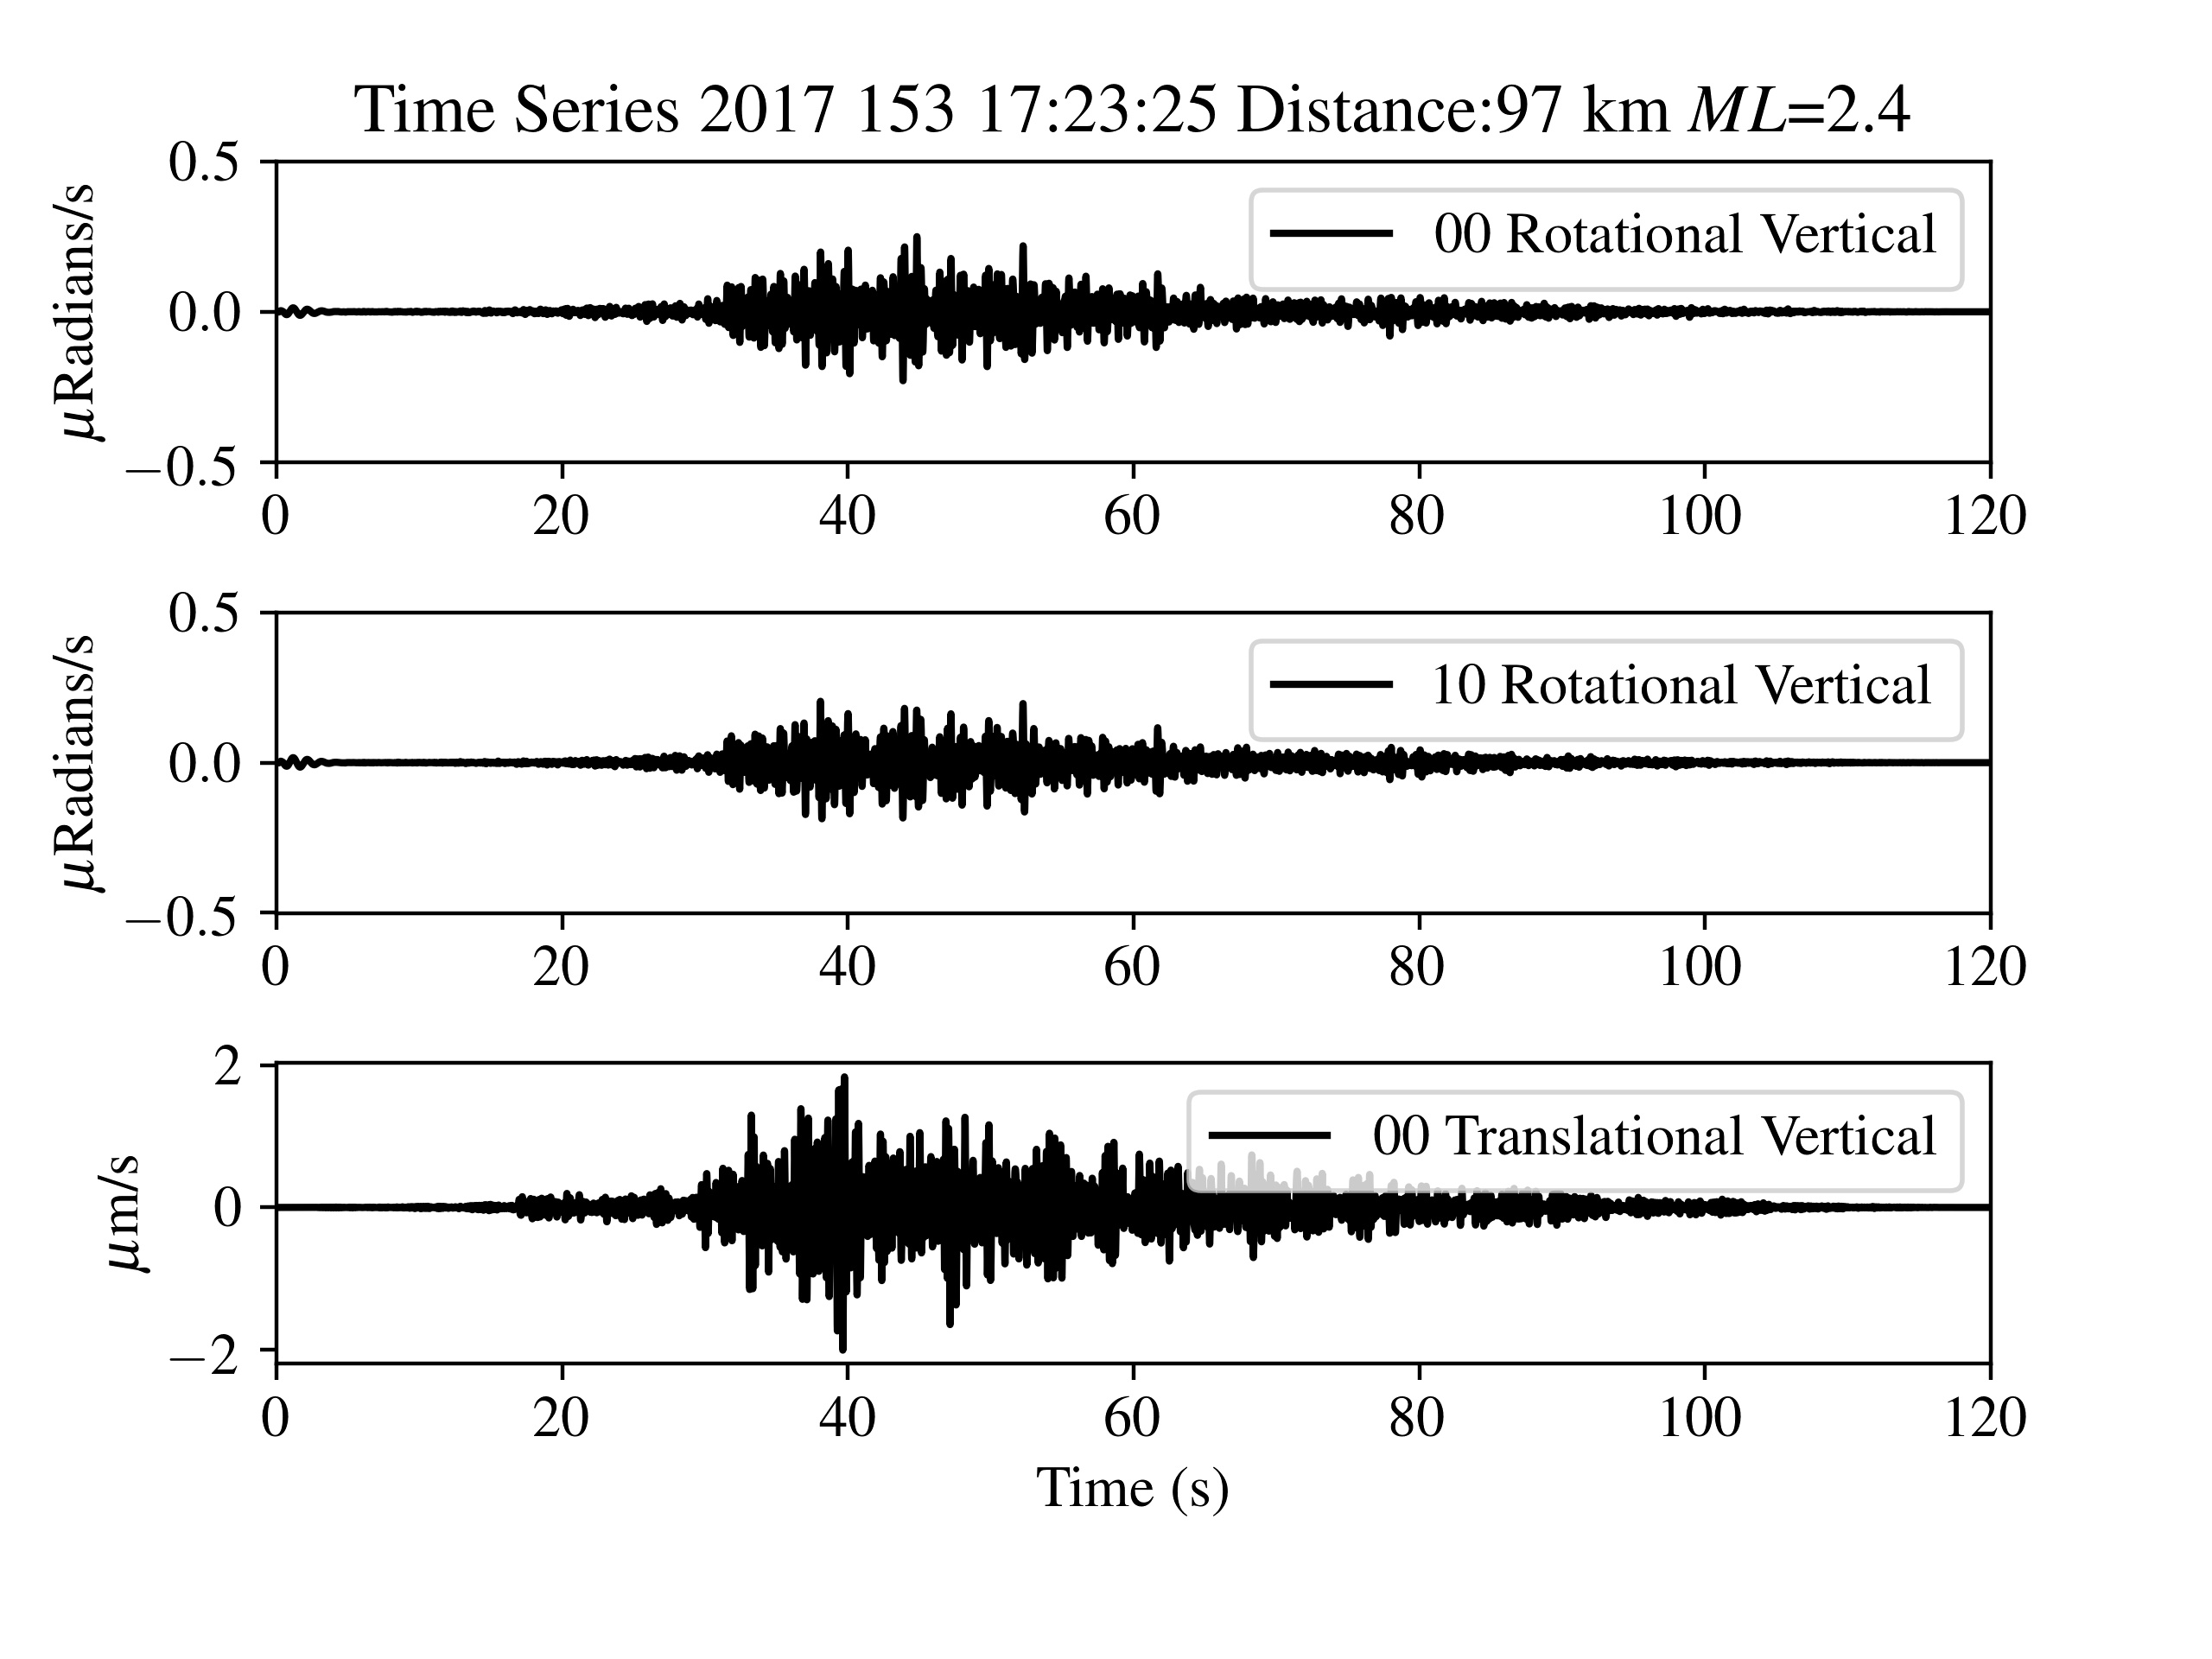 Time Series 2017 153 17:23:25 Distance:97 km ML=2.4
0.5
0.0
−0.5
μRadians/s
00 Rotational Vertical
0 20 40 60 80 100 120
0.5
0.0
−0.5
μRadians/s
10 Rotational Vertical
0 20 40 60 80 100 120
2
0
−2
μm/s
00 Translational Vertical
0 20 40 60 80 100 120
Time (s)